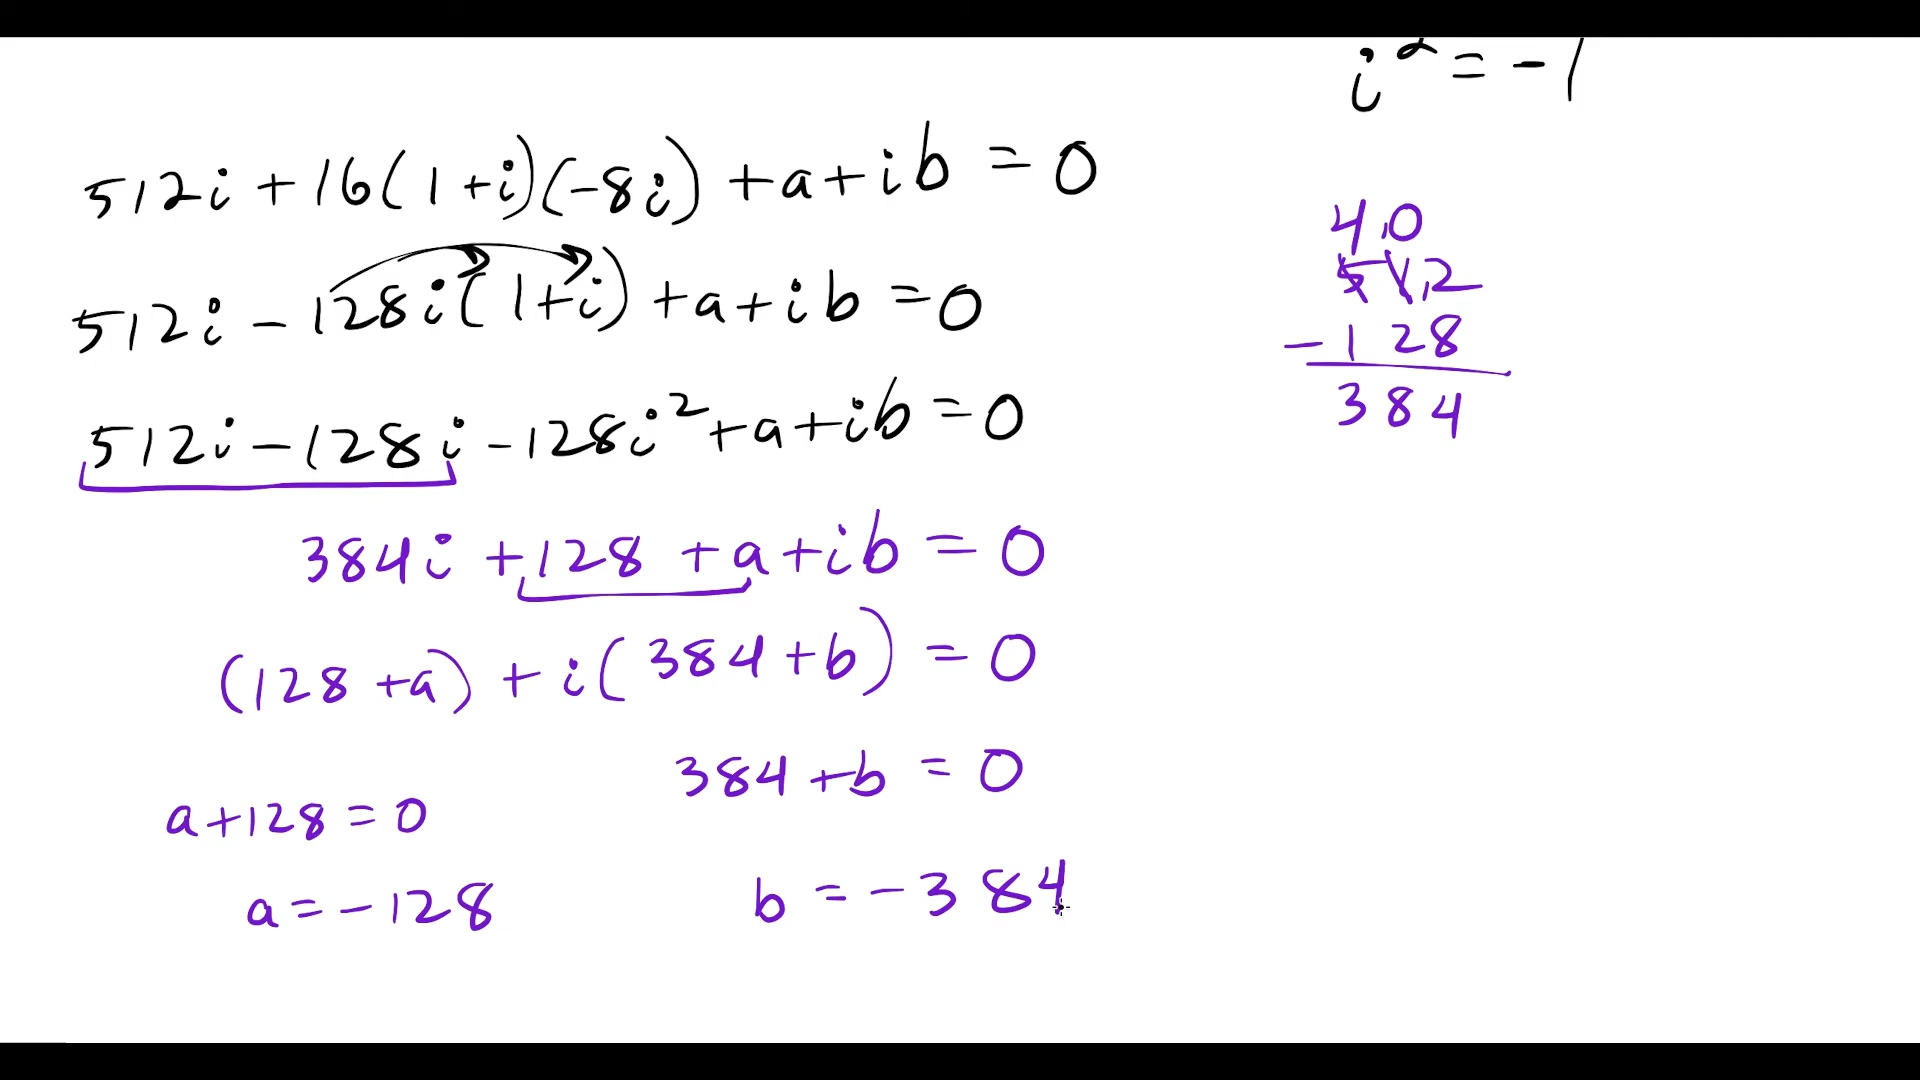 i² = -1
512i + 16(1+i)(-8i) + a + ib = 0
512i - 128i(1+i) + a + ib = 0
512i - 128i - 128i² + a + ib = 0
384i + 128 + a + ib = 0
(128 + a) + i(384 + b) = 0
384 + b = 0
a + 128 = 0
a = -128
b = -384
40
512
- 128
384